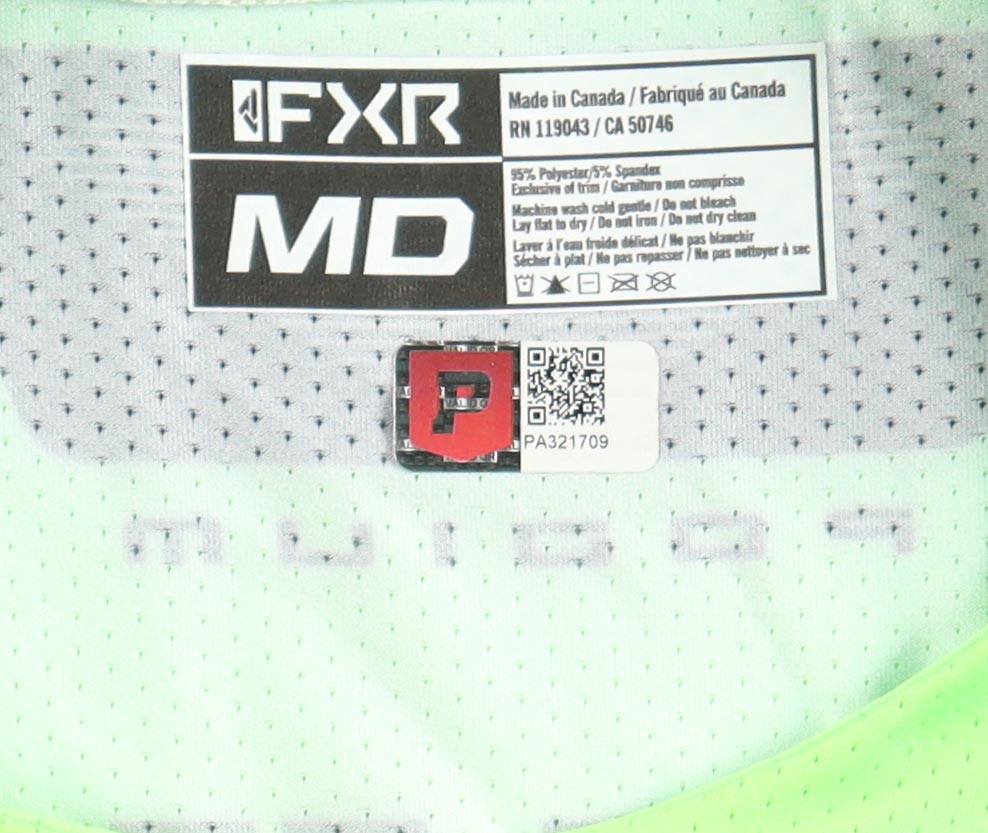 FXR
MD
Made in Canada / Fabriqué au Canada
RN 119043 / CA 50746
95% Polyester/5% Spandex
Exclusive of trim / Garniture non comprise
Machine wash cold gentle / Do not bleach
Lay flat to dry / Do not iron / Do not dry clean
Laver á l'eau froide délicat / Ne pas blanchir
Sécher à plat / Ne pas repasser / Ne pas nettoyer à sec
P
PA321709
PODIUM